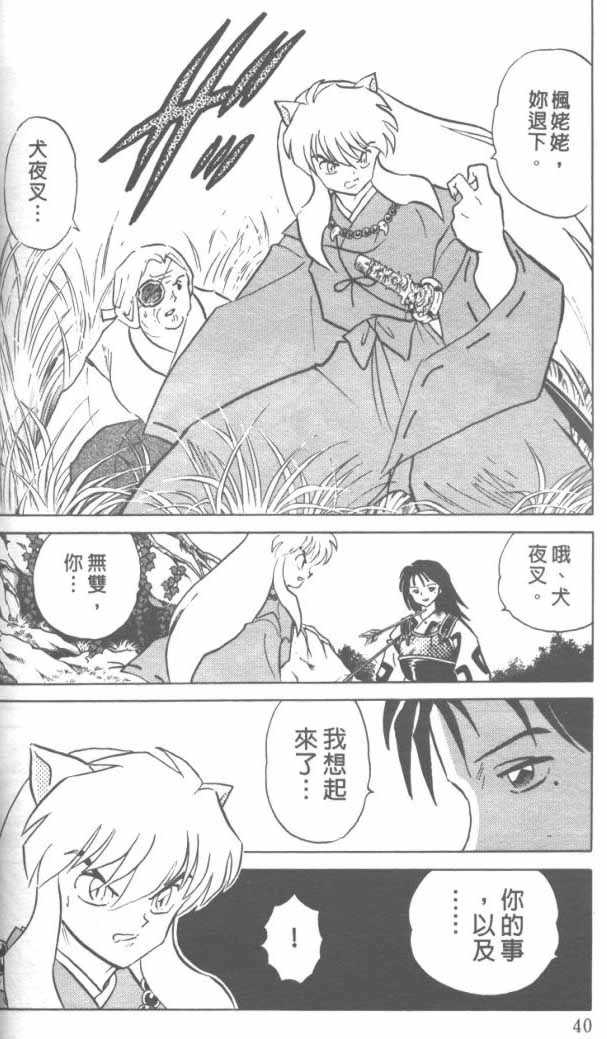 楓姥姥，
妳退下。
犬夜叉…
哦、犬
夜叉。
無雙，
你…
我想起
來了…
你的事
，以及
……
！
40